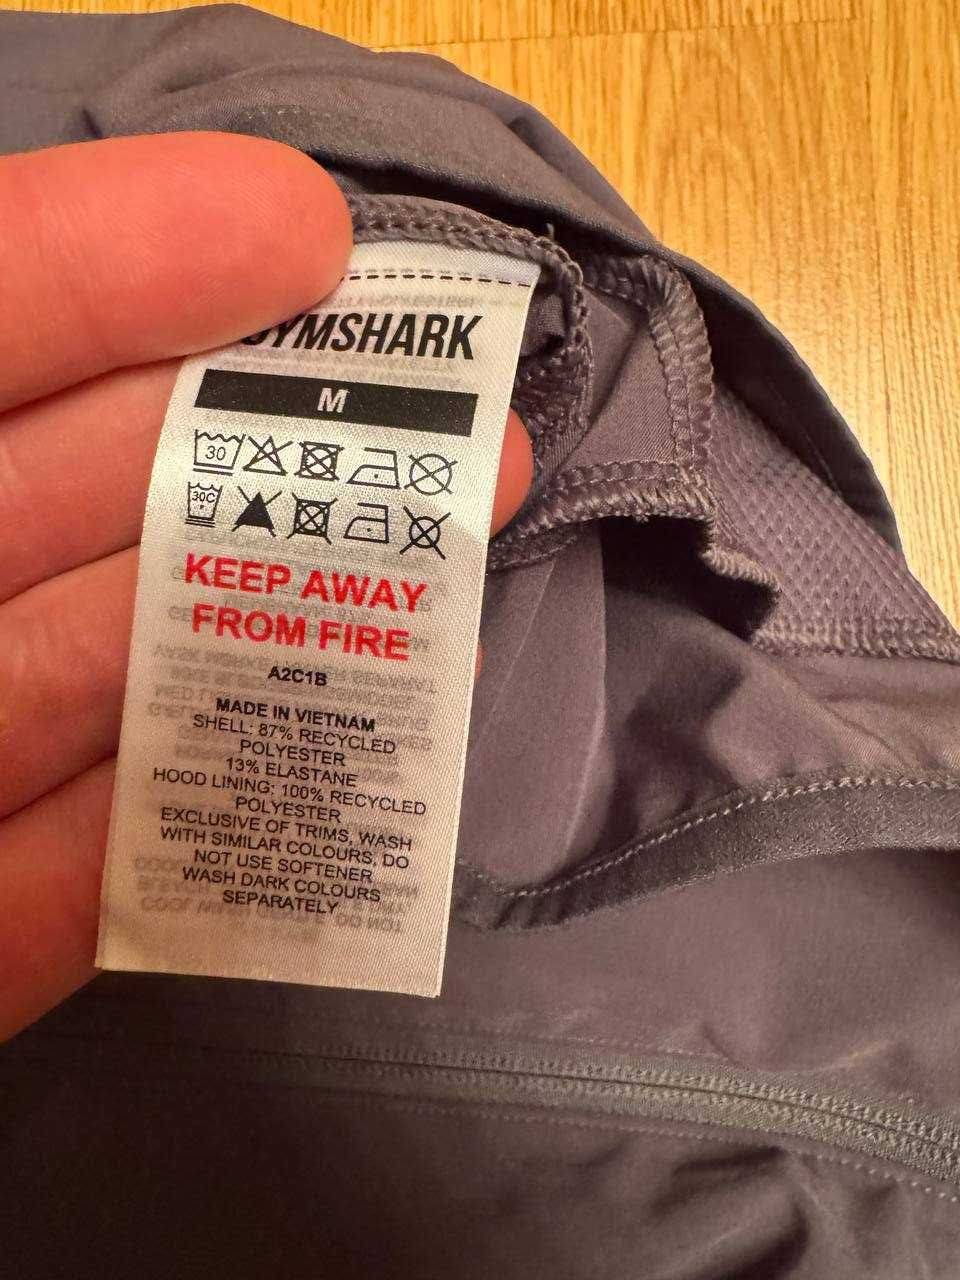 GYMSHARK
M
30
30C
KEEP AWAY
FROM FIRE
A2C1B
MADE IN VIETNAM
SHELL: 87% RECYCLED
POLYESTER
13% ELASTANE
HOOD LINING: 100% RECYCLED
POLYESTER
EXCLUSIVE OF TRIMS, WASH
WITH SIMILAR COLOURS, DO
NOT USE SOFTENER
WASH DARK COLOURS
SEPARATELY